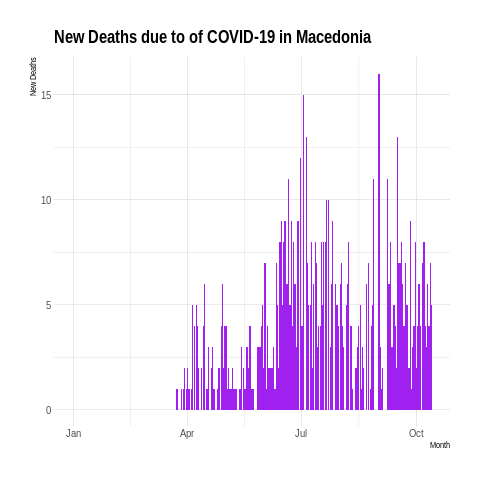 New Deaths due to of COVID-19 in Macedonia
New Deaths
15
10
5
0
Jan
Apr
Jul
Oct
Month